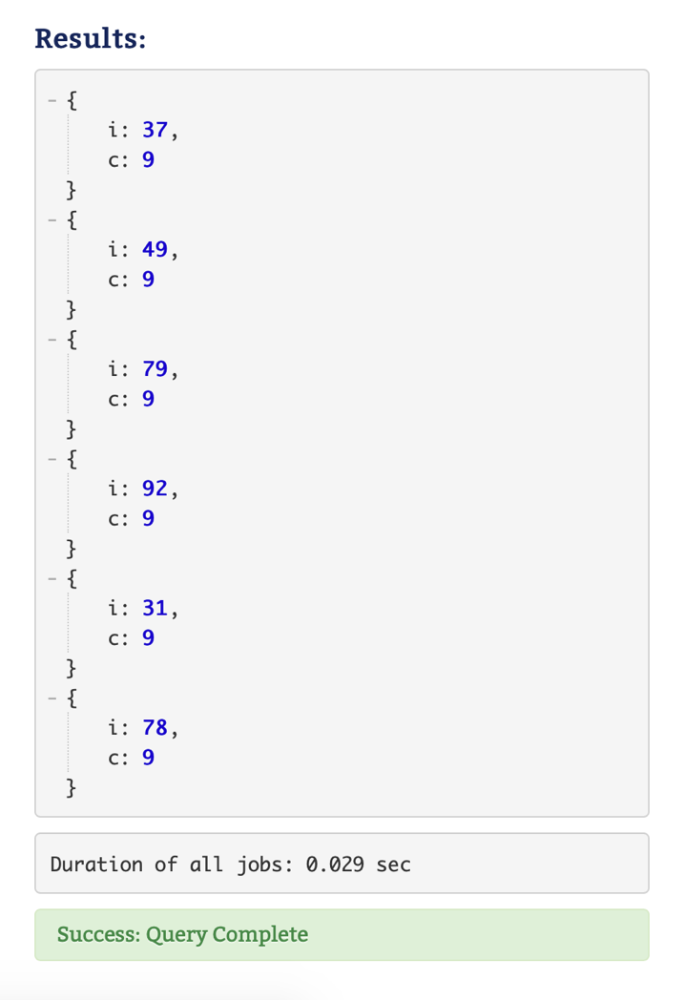 Results:
- {
i: 37,
c: 9
}
- {
i: 49,
c: 9
}
- {
i: 79,
c: 9
}
- {
i: 92,
c: 9
}
- {
i: 31,
c: 9
}
- {
i: 78,
c: 9
}
Duration of all jobs: 0.029 sec
Success: Query Complete